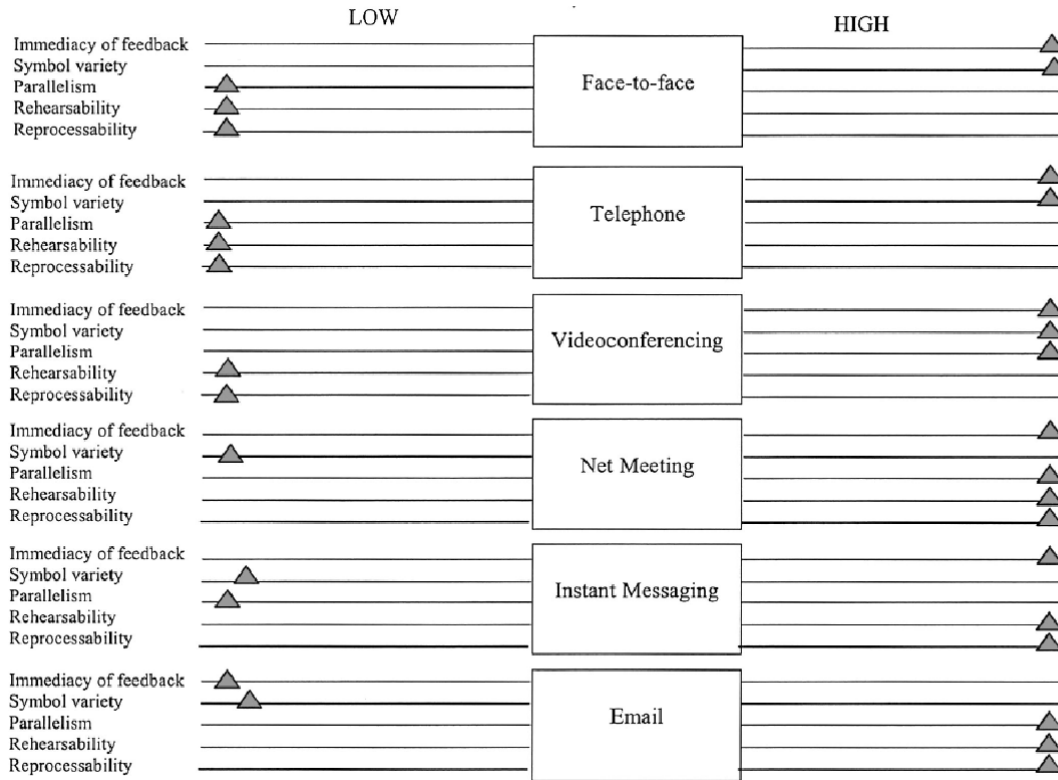 LOW
HIGH
Immediacy of feedback
Symbol variety
Parallelism
Rehearsability
Reprocessability
Face-to-face
Immediacy of feedback
Symbol variety
Parallelism
Rehearsability
Reprocessability
Telephone
Immediacy of feedback
Symbol variety
Parallelism
Rehearsability
Reprocessability
Videoconferencing
Immediacy of feedback
Symbol variety
Parallelism
Rehearsability
Reprocessability
Net Meeting
Immediacy of feedback
Symbol variety
Parallelism
Rehearsability
Reprocessability
Instant Messaging
Immediacy of feedback
Symbol variety
Parallelism
Rehearsability
Reprocessability
Email